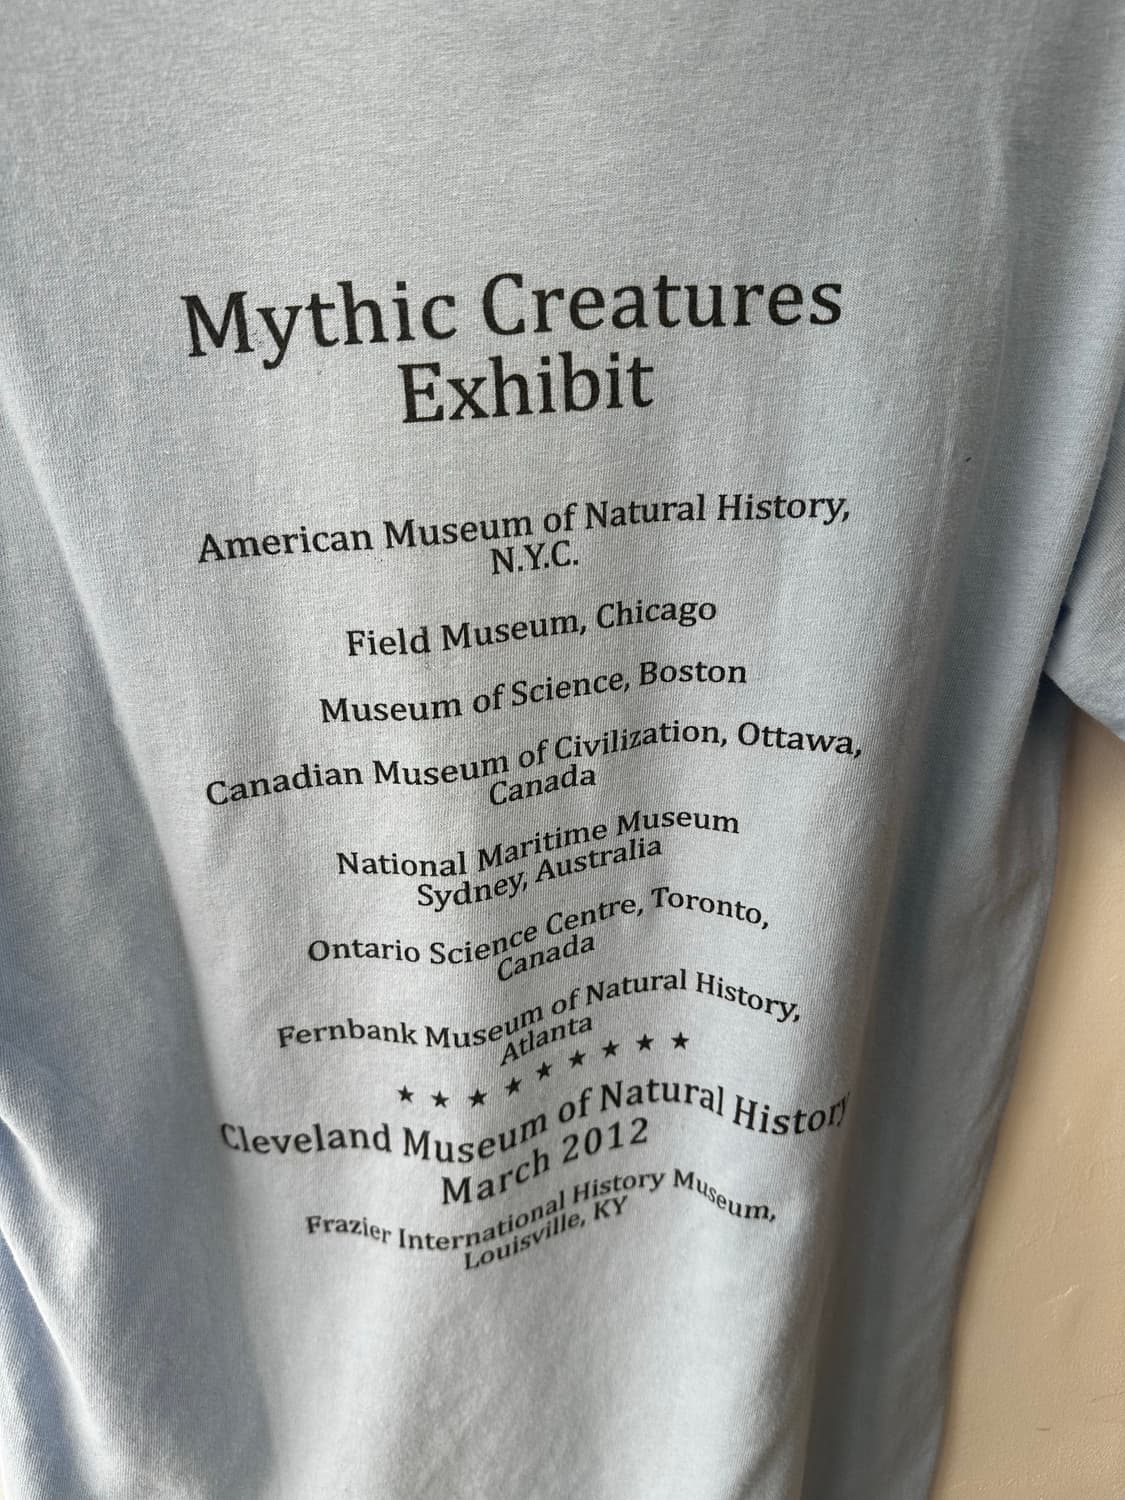 Mythic Creatures
Exhibit
American Museum of Natural History,
N.Y.C.
Field Museum, Chicago
Museum of Science, Boston
Canadian Museum of Civilization, Ottawa,
Canada
National Maritime Museum
Sydney, Australia
Ontario Science Centre, Toronto,
Canada
Fernbank Museum of Natural History,
Atlanta
★ ★ ★ ★ ★ ★ ★ ★ ★
Cleveland Museum of Natural History
March 2012
Frazier International History Museum,
Louisville, KY